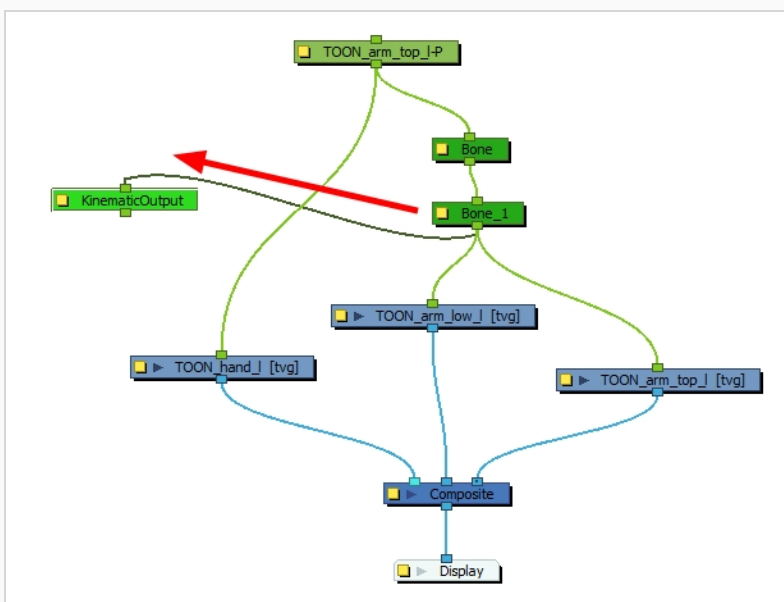 TOON_arm_top_l-P
Bone
KinematicOutput
Bone_1
TOON_arm_low_l [tvg]
TOON_hand_l [tvg]
TOON_arm_top_l [tvg]
Composite
Display